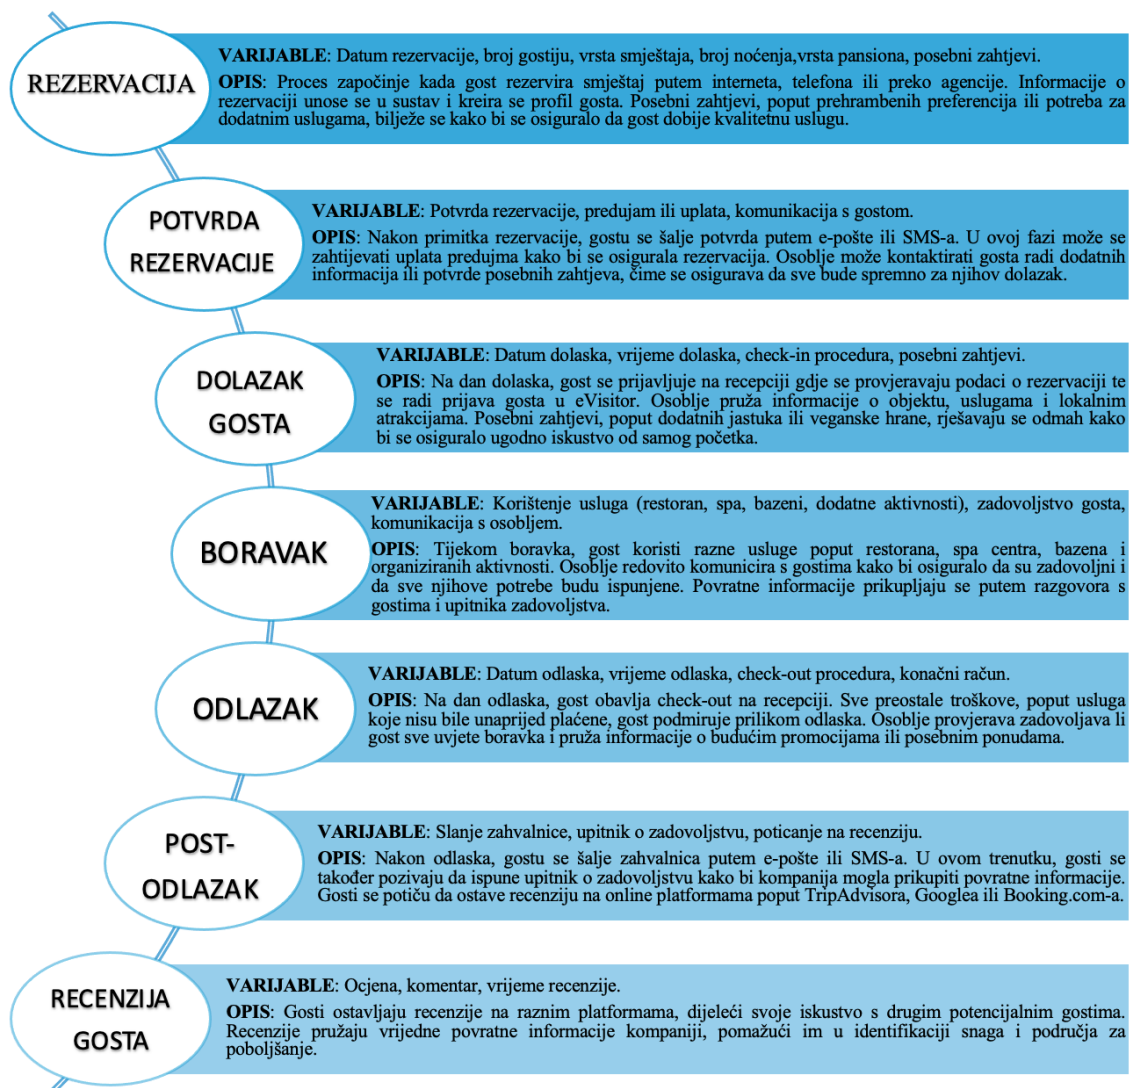 REZERVACIJA
VARIJABLE: Datum rezervacije, broj gostiju, vrsta smještaja, broj noćenja,vrsta pansiona, posebni zahtjevi.
OPIS: Proces započinje kada gost rezervira smještaj putem interneta, telefona ili preko agencije. Informacije o
rezervaciji unose se u sustav i kreira se profil gosta. Posebni zahtjevi, poput prehrambenih preferencija ili potreba za
dodatnim uslugama, bilježe se kako bi se osiguralo da gost dobije kvalitetnu uslugu.
POTVRDA
REZERVACIJE
VARIJABLE: Potvrda rezervacije, predujam ili uplata, komunikacija s gostom.
OPIS: Nakon primitka rezervacije, gostu se šalje potvrda putem e-pošte ili SMS-a. U ovoj fazi može se
zahtijevati uplata predujma kako bi se osigurala rezervacija. Osoblje može kontaktirati gosta radi dodatnih
informacija ili potvrde posebnih zahtjeva, čime se osigurava da sve bude spremno za njihov dolazak.
DOLAZAK
GOSTA
VARIJABLE: Datum dolaska, vrijeme dolaska, check-in procedura, posebni zahtjevi.
OPIS: Na dan dolaska, gost se prijavljuje na recepciji gdje se provjeravaju podaci o rezervaciji te
se radi prijava gosta u eVisitor. Osoblje pruža informacije o objektu, uslugama i lokalnim
atrakcijama. Posebni zahtjevi, poput dodatnih jastuka ili veganske hrane, rješavaju se odmah kako
bi se osiguralo ugodno iskustvo od samog početka.
BORAVAK
VARIJABLE: Korištenje usluga (restoran, spa, bazeni, dodatne aktivnosti), zadovoljstvo gosta,
komunikacija s osobljem.
OPIS: Tijekom boravka, gost koristi razne usluge poput restorana, spa centra, bazena i
organiziranih aktivnosti. Osoblje redovito komunicira s gostima kako bi osiguralo da su zadovoljni i
da sve njihove potrebe budu ispunjene. Povratne informacije prikupljaju se putem razgovora s
gostima i upitnika zadovoljstva.
ODLAZAK
VARIJABLE: Datum odlaska, vrijeme odlaska, check-out procedura, konačni račun.
OPIS: Na dan odlaska, gost obavlja check-out na recepciji. Sve preostale troškove, poput usluga
koje nisu bile unaprijed plaćene, gost podmiruje prilikom odlaska. Osoblje provjerava zadovoljava li
gost sve uvjete boravka i pruža informacije o budućim promocijama ili posebnim ponudama.
POST-
ODLAZAK
VARIJABLE: Slanje zahvalnice, upitnik o zadovoljstvu, poticanje na recenziju.
OPIS: Nakon odlaska, gostu se šalje zahvalnica putem e-pošte ili SMS-a. U ovom trenutku, gosti se
također pozivaju da ispune upitnik o zadovoljstvu kako bi kompanija mogla prikupiti povratne informacije.
Gosti se potiču da ostave recenziju na online platformama poput TripAdvisora, Googlea ili Booking.com-a.
RECENZIJA
GOSTA
VARIJABLE: Ocjena, komentar, vrijeme recenzije.
OPIS: Gosti ostavljaju recenzije na raznim platformama, dijeleći svoje iskustvo s drugim potencijalnim gostima.
Recenzije pružaju vrijedne povratne informacije kompaniji, pomažući im u identifikaciji snaga i područja za
poboljšanje.